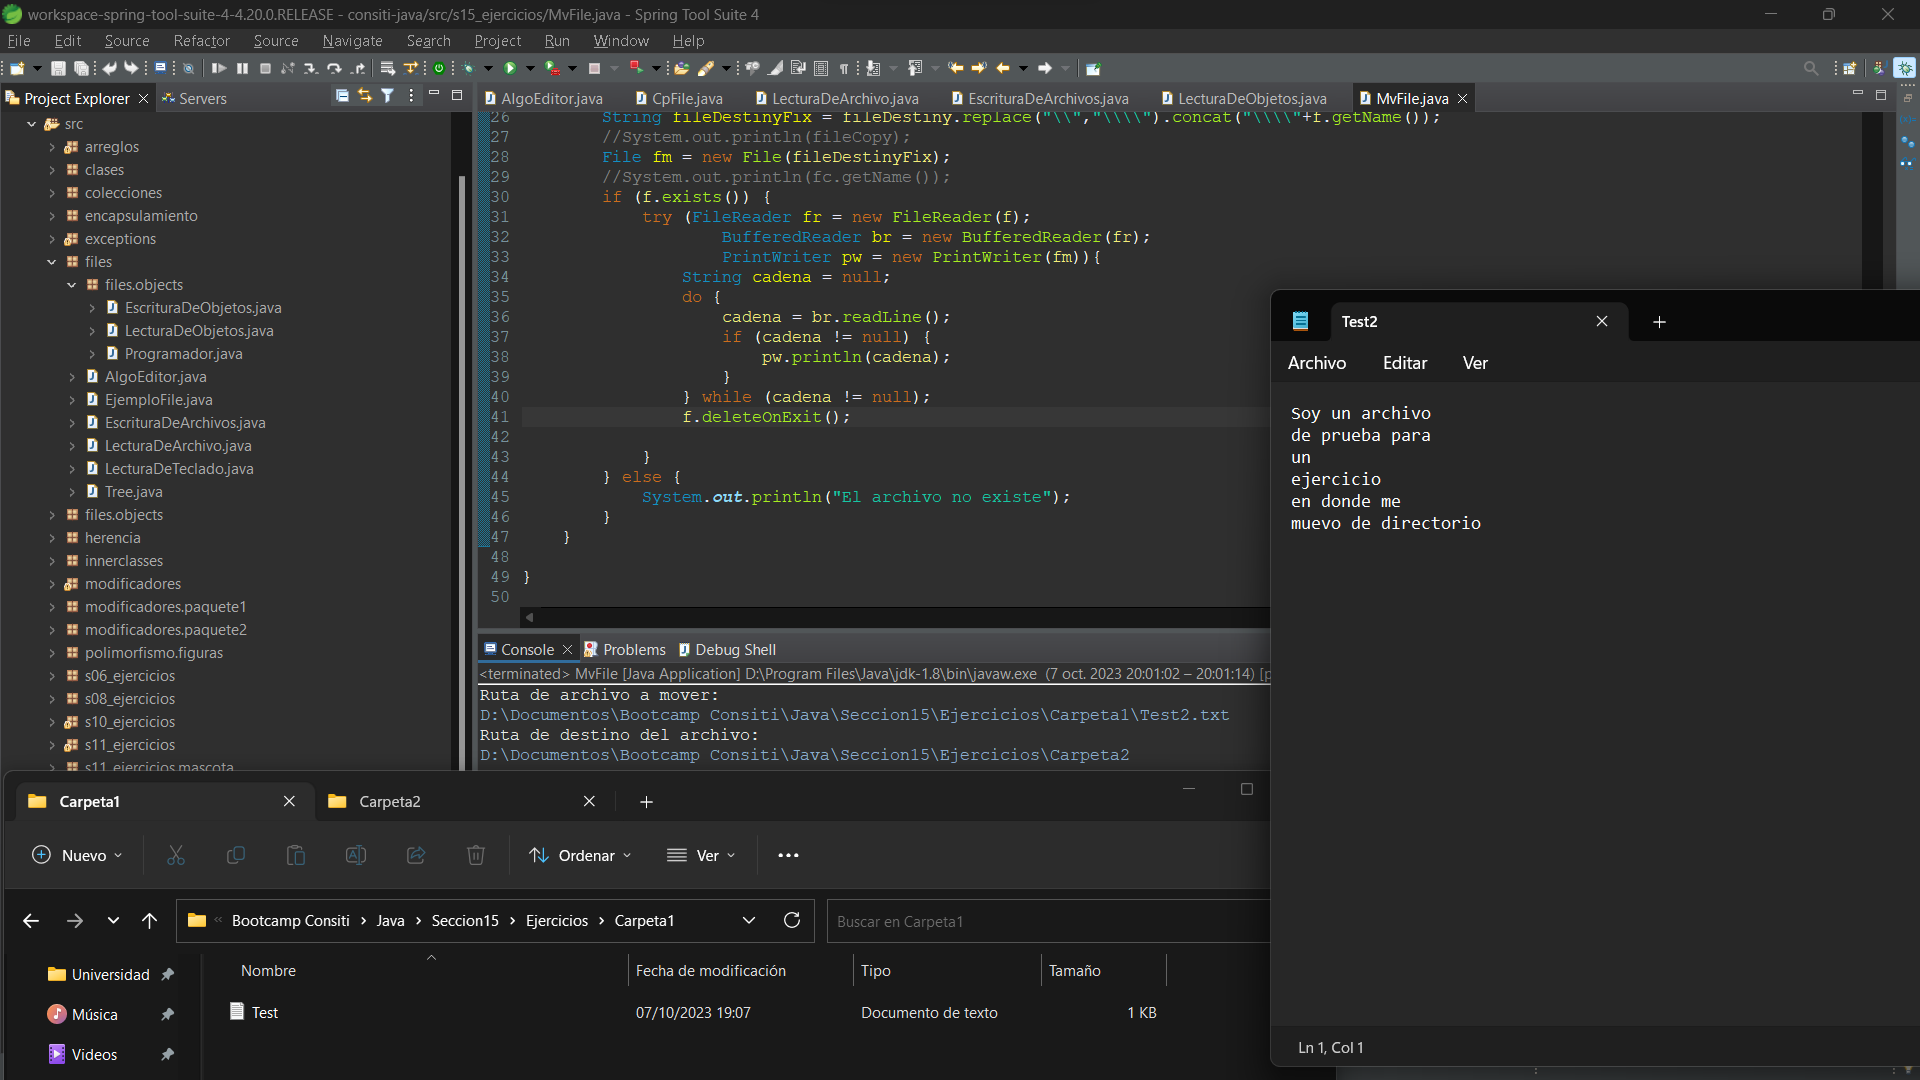 workspace-spring-tool-suite-4-4.20.0.RELEASE - consiti-java/src/s15_ejercicios/MvFile.java - Spring Tool Suite 4
File Edit Source Refactor Source Navigate Search Project Run Window Help
Project Explorer
Servers
src
arreglos
clases
colecciones
encapsulamiento
exceptions
files
files.objects
EscrituraDeObjetos.java
LecturaDeObjetos.java
Programador.java
AlgoEditor.java
EjemploFile.java
EscrituraDeArchivos.java
LecturaDeArchivo.java
LecturaDeTeclado.java
Tree.java
files.objects
herencia
innerclasses
modificadores
modificadores.paquete1
modificadores.paquete2
polimorfismo.figuras
s06_ejercicios
s08_ejercicios
s10_ejercicios
s11_ejercicios
s11_ejercicios.mascota
AlgoEditor.java CpFile.java LecturaDeArchivo.java EscrituraDeArchivos.java LecturaDeObjetos.java MvFile.java
26 String fileDestinyFix = fileDestiny.replace("\\","\\\\").concat("\\\\"+f.getName());
27 //System.out.println(fileCopy);
28 File fm = new File(fileDestinyFix);
29 //System.out.println(fc.getName());
30 if (f.exists()) {
31 try (FileReader fr = new FileReader(f);
32 BufferedReader br = new BufferedReader(fr);
33 PrintWriter pw = new PrintWriter(fm)){
34 String cadena = null;
35 do {
36 cadena = br.readLine();
37 if (cadena != null) {
38 pw.println(cadena);
39 }
40 } while (cadena != null);
41 f.deleteOnExit();
42
43 }
44 } else {
45 System.out.println("El archivo no existe");
46 }
47 }
48
49 }
50
Console Problems Debug Shell
<terminated> MvFile [Java Application] D:\Program Files\Java\jdk-1.8\bin\javaw.exe (7 oct. 2023 20:01:02 – 20:01:14) [p
Ruta de archivo a mover:
D:\Documentos\Bootcamp Consiti\Java\Seccion15\Ejercicios\Carpeta1\Test2.txt
Ruta de destino del archivo:
D:\Documentos\Bootcamp Consiti\Java\Seccion15\Ejercicios\Carpeta2
Test2
Archivo Editar Ver
Soy un archivo
de prueba para
un
ejercicio
en donde me
muevo de directorio
Ln 1, Col 1
Carpeta1 Carpeta2
Nuevo Ordenar Ver
« Bootcamp Consiti > Java > Seccion15 > Ejercicios > Carpeta1
Buscar en Carpeta1
Universidad
Música
Videos
Nombre Fecha de modificación Tipo Tamaño
Test 07/10/2023 19:07 Documento de texto 1 KB